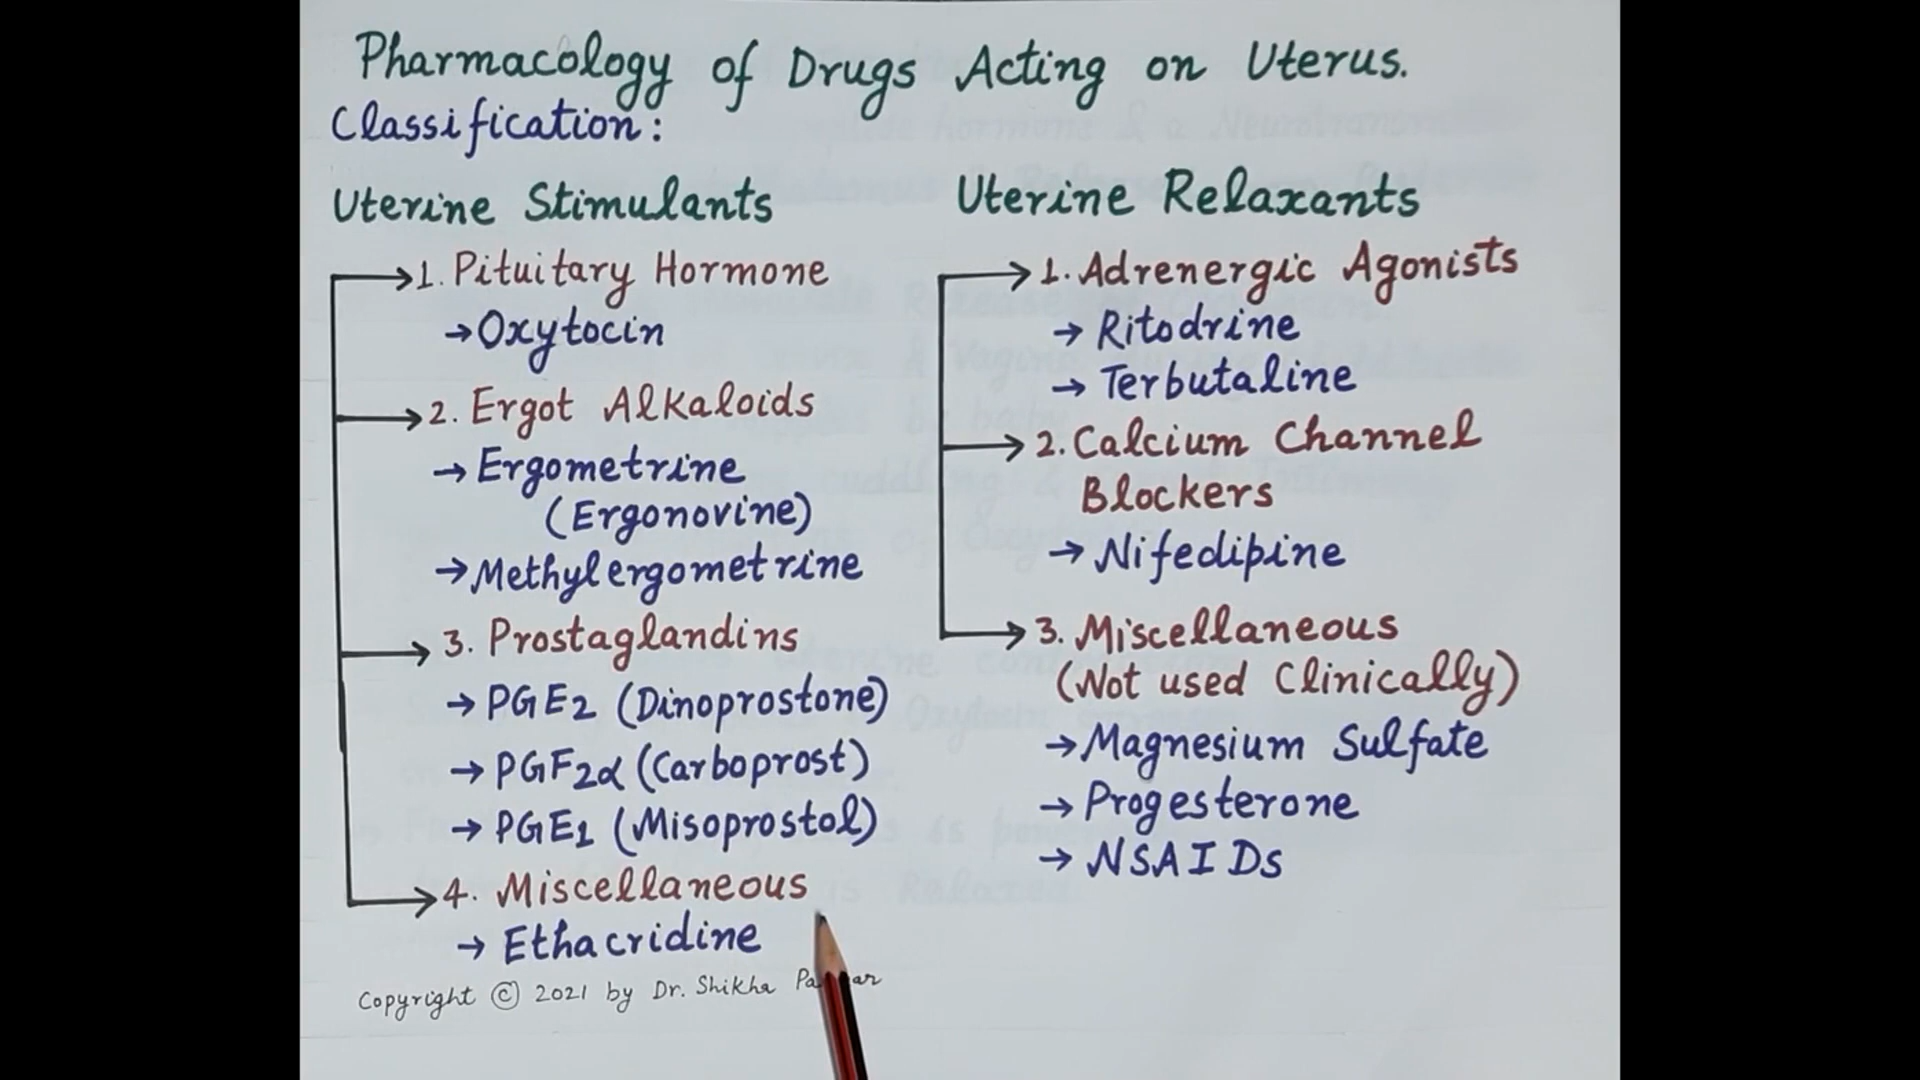 Pharmacology of Drugs Acting on Uterus.
Classification:
Uterine Stimulants
1. Pituitary Hormone
→ Oxytocin
2. Ergot Alkaloids
→ Ergometrine
(Ergonovine)
→ Methylergometrine
3. Prostaglandins
→ PGE2 (Dinoprostone)
→ PGF2α (Carboprost)
→ PGE1 (Misoprostol)
4. Miscellaneous
→ Ethacridine
Uterine Relaxants
1. Adrenergic Agonists
→ Ritodrine
→ Terbutaline
2. Calcium Channel
Blockers
→ Nifedipine
3. Miscellaneous
(Not used Clinically)
→ Magnesium Sulfate
→ Progesterone
→ NSAIDs
Copyright © 2021 by Dr. Shikha